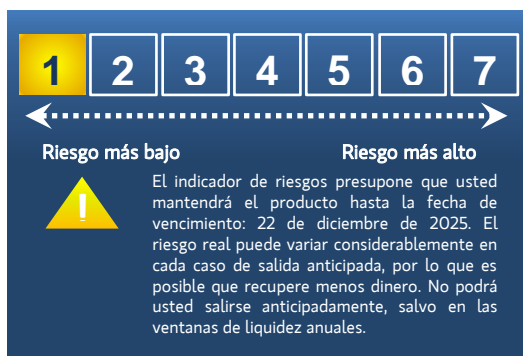 1 2 3 4 5 6 7
Riesgo más bajo Riesgo más alto
!
El indicador de riesgos presupone que usted
mantendrá el producto hasta la fecha de
vencimiento: 22 de diciembre de 2025. El
riesgo real puede variar considerablemente en
cada caso de salida anticipada, por lo que es
posible que recupere menos dinero. No podrá
usted salirse anticipadamente, salvo en las
ventanas de liquidez anuales.